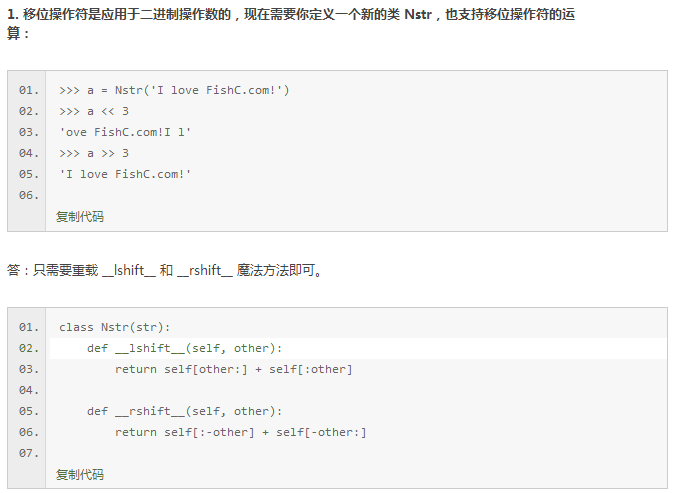 1. 移位操作符是应用于二进制操作数的，现在需要你定义一个新的类 Nstr，也支持移位操作符的运
算：
01. >>> a = Nstr('I love FishC.com!')
02. >>> a << 3
03. 'ove FishC.com!I l'
04. >>> a >> 3
05. 'I love FishC.com!'
06.
复制代码
答：只需要重载 __lshift__ 和 __rshift__ 魔法方法即可。
01. class Nstr(str):
02.     def __lshift__(self, other):
03.         return self[other:] + self[:other]
04.
05.     def __rshift__(self, other):
06.         return self[:-other] + self[-other:]
07.
复制代码